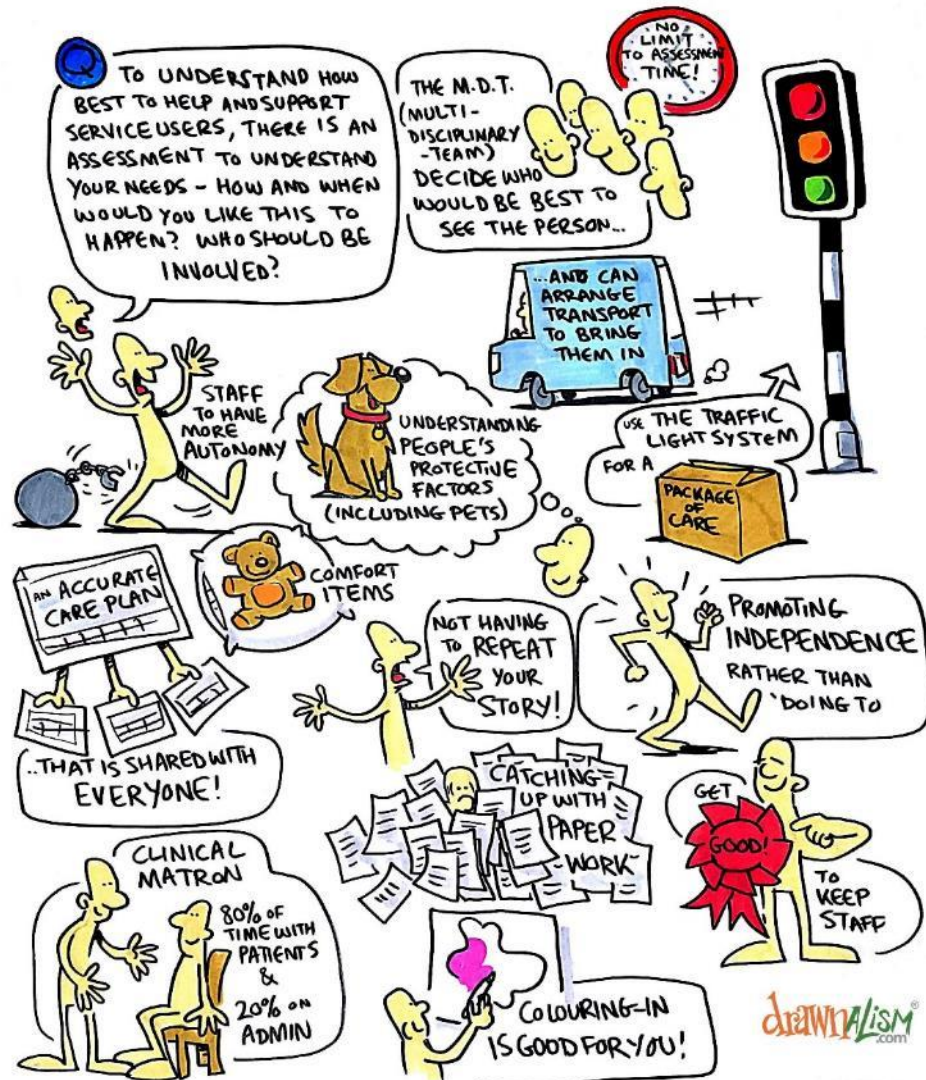 Q
TO UNDERSTAND HOW
BEST TO HELP AND SUPPORT
SERVICE USERS, THERE IS AN
ASSESSMENT TO UNDERSTAND
YOUR NEEDS - HOW AND WHEN
WOULD YOU LIKE THIS TO
HAPPEN? WHO SHOULD BE
INVOLVED?
THE M.D.T.
(MULTI-
DISCIPLINARY
-TEAM)
DECIDE WHO
WOULD BE BEST TO
SEE THE PERSON...
NO
LIMIT
TO ASSESSMENT
TIME!
...AND CAN
ARRANGE
TRANSPORT
TO BRING
THEM IN
STAFF
TO HAVE
MORE
AUTONOMY
UNDERSTANDING
PEOPLE'S
PROTECTIVE
FACTORS
(INCLUDING PETS)
USE THE TRAFFIC
LIGHT SYSTEM
FOR A
PACKAGE
OF
CARE
AN ACCURATE
CARE PLAN
..THAT IS SHARED WITH
EVERYONE!
COMFORT
ITEMS
NOT HAVING
TO REPEAT
YOUR
STORY!
PROMOTING
INDEPENDENCE
RATHER THAN
'DOING TO
CATCHING
UP WITH
PAPER
WORK
GET
GOOD!
TO
KEEP
STAFF
CLINICAL
MATRON
80% OF
TIME WITH
PATIENTS
&
20% ON
ADMIN
COLOURING-IN
IS GOOD FOR YOU!
drawnALISM®
.com